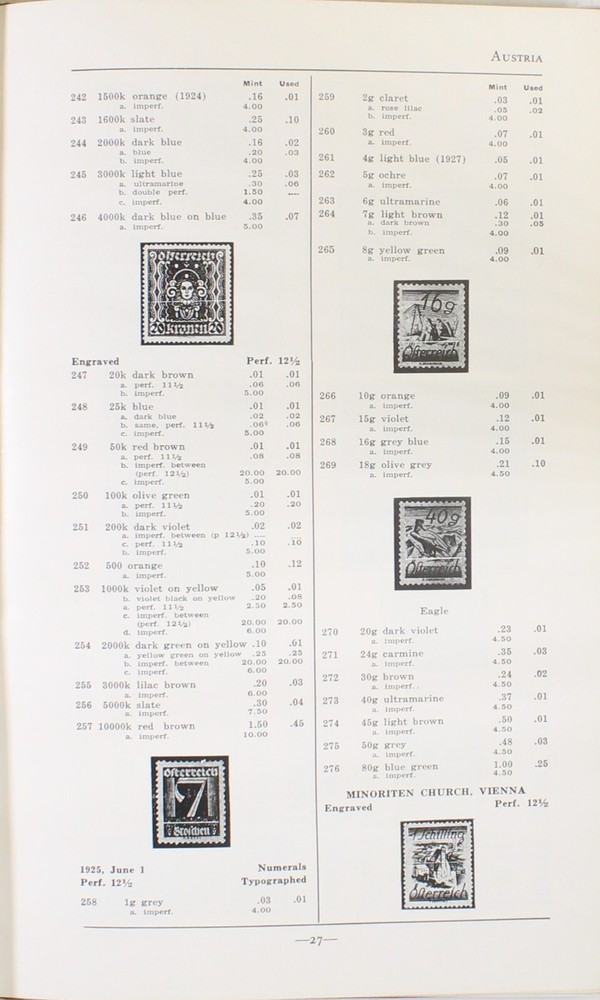 AUSTRIA
Mint Used
242 1500k orange (1924) .16 .01
a. imperf. 4.00
243 1600k slate .25 .10
a. imperf. 4.00
244 2000k dark blue .16 .02
a. blue .20 .03
b. imperf. 4.00
245 3000k light blue .25 .03
a. ultramarine .30 .06
b. double perf. 1.50 ....
c. imperf. 4.00
246 4000k dark blue on blue .35 .07
a. imperf. 5.00
Österreich
20 Kronen 20
Engraved Perf. 12½
247 20k dark brown .01 .01
a. perf. 11½ .06 .06
b. imperf. 5.00
248 25k blue .01 .01
a. dark blue .02 .02
b. same, perf. 11½ .06 .06
c. imperf. 5.00
249 50k red brown .01 .01
a. perf. 11½ .08 .08
b. imperf. between
(perf. 12½) 20.00 20.00
c. imperf. 5.00
250 100k olive green .01 .01
a. perf. 11½ .20 .20
b. imperf. 5.00
251 200k dark violet .02 .02
a. imperf. between (p 12½) .... ....
c. perf. 11½ .10 .10
b. imperf. 5.00
252 500 orange .10 .12
a. imperf. 5.00
253 1000k violet on yellow .05 .01
b. violet black on yellow .20 .08
a. perf. 11½ 2.50 2.50
c. imperf. between
(perf. 12½) 20.00 20.00
d. imperf. 6.00
254 2000k dark green on yellow .10 .01
a. yellow green on yellow .25 .25
b. imperf. between 20.00 20.00
c. imperf. 6.00
255 3000k lilac brown .20 .03
a. imperf. 6.00
256 5000k slate .30 .04
a. imperf. 7.50
257 10000k red brown 1.50 .45
a. imperf. 10.00
Österreich
7
Groschen
1925, June 1 Numerals
Perf. 12½ Typographed
258 1g grey .03 .01
a. imperf. 4.00
Mint Used
259 2g claret .03 .01
a. rose lilac .05 .02
b. imperf. 4.00
260 3g red .07 .01
a. imperf. 4.00
261 4g light blue (1927) .05 .01
262 5g ochre .07 .01
a. imperf. 4.00
263 6g ultramarine .06 .01
264 7g light brown .12 .01
a. dark brown .30 .05
b. imperf. 4.00
265 8g yellow green .09 .01
a. imperf. 4.00
16g
Österreich
266 10g orange .09 .01
a. imperf. 4.00
267 15g violet .12 .01
a. imperf. 4.00
268 16g grey blue .15 .01
a. imperf. 4.00
269 18g olive grey .21 .10
a. imperf. 4.50
40g
Österreich
Eagle
270 20g dark violet .23 .01
a. imperf. 4.50
271 24g carmine .35 .03
a. imperf. 4.50
272 30g brown .24 .02
a. imperf. 4.50
273 40g ultramarine .37 .01
a. imperf. 4.50
274 45g light brown .50 .01
a. imperf. 4.50
275 50g grey .48 .03
a. imperf. 4.50
276 80g blue green 1.00 .25
a. imperf. 4.50
MINORITEN CHURCH, VIENNA
Engraved Perf. 12½
1 Schilling
Österreich
—27—